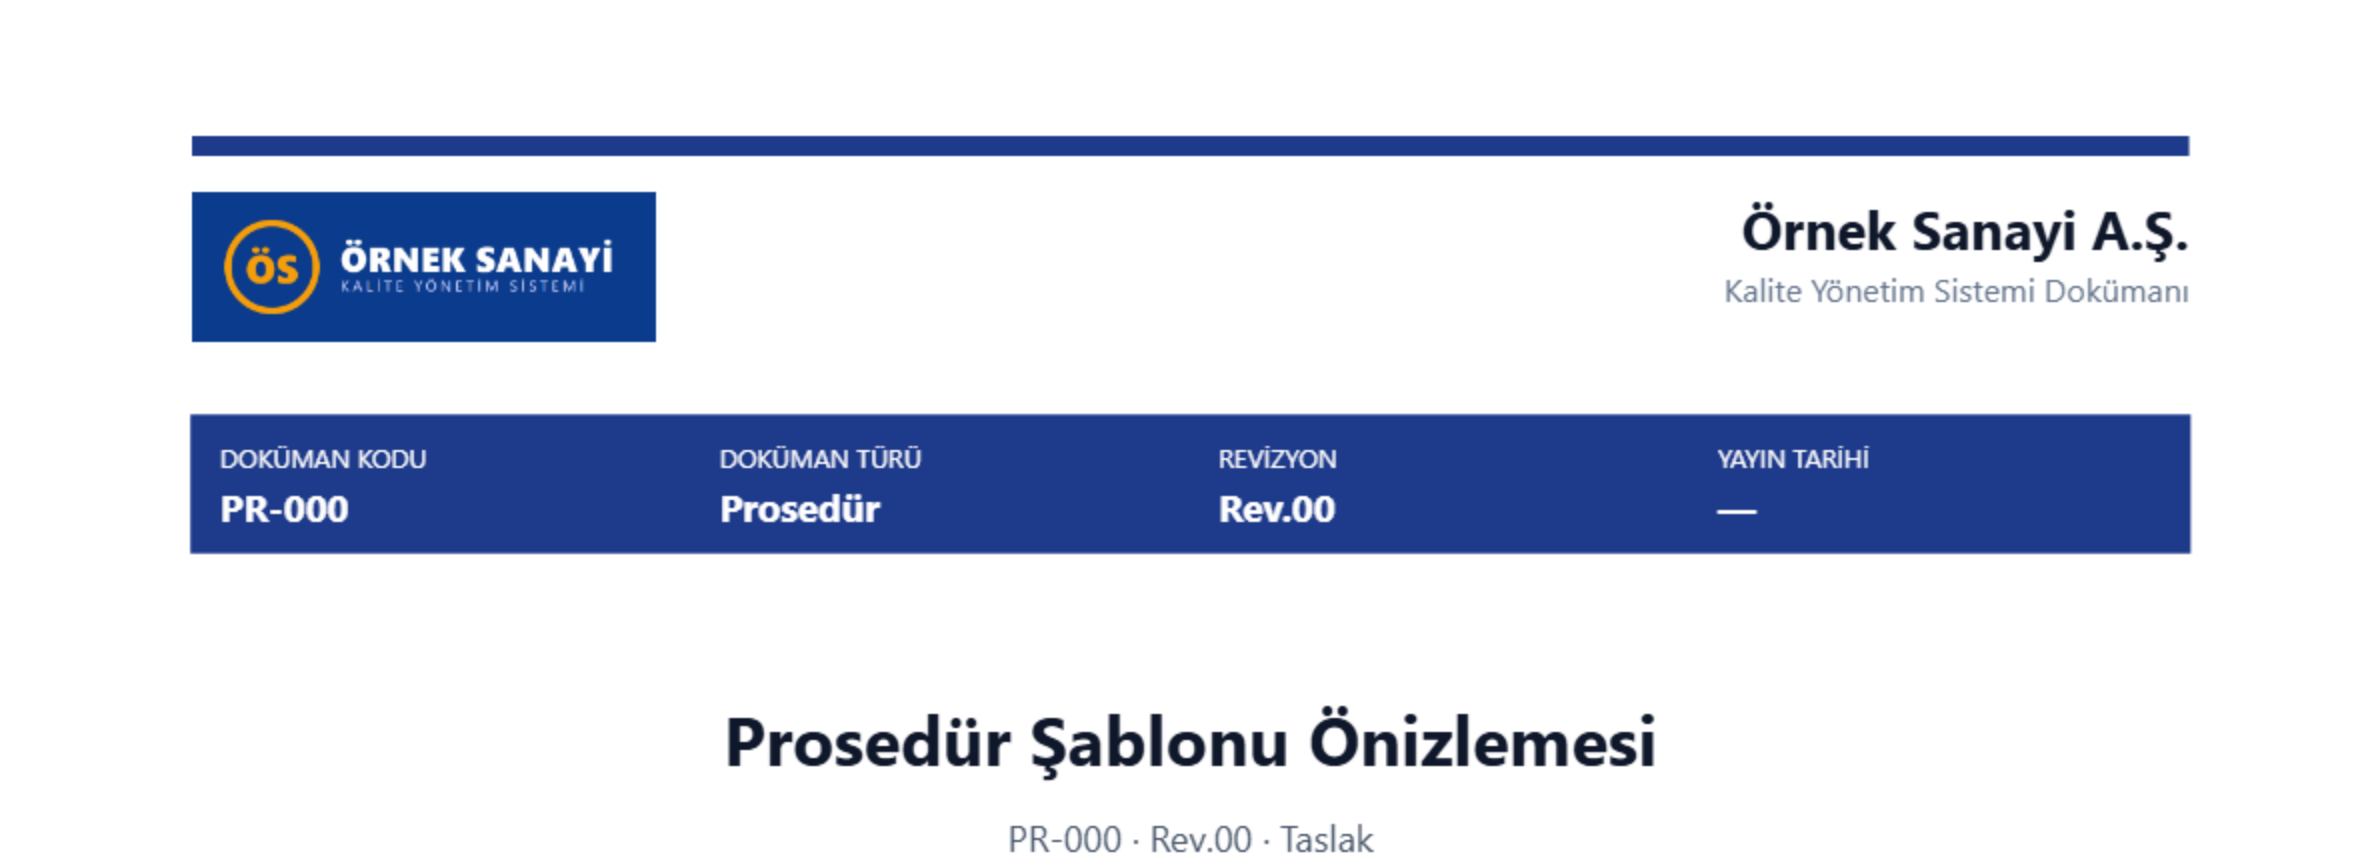 ÖS
ÖRNEK SANAYİ
KALİTE YÖNETİM SİSTEMİ
Örnek Sanayi A.Ş.
Kalite Yönetim Sistemi Dokümanı
DOKÜMAN KODU
PR-000
DOKÜMAN TÜRÜ
Prosedür
REVİZYON
Rev.00
YAYIN TARİHİ
—
Prosedür Şablonu Önizlemesi
PR-000 · Rev.00 · Taslak